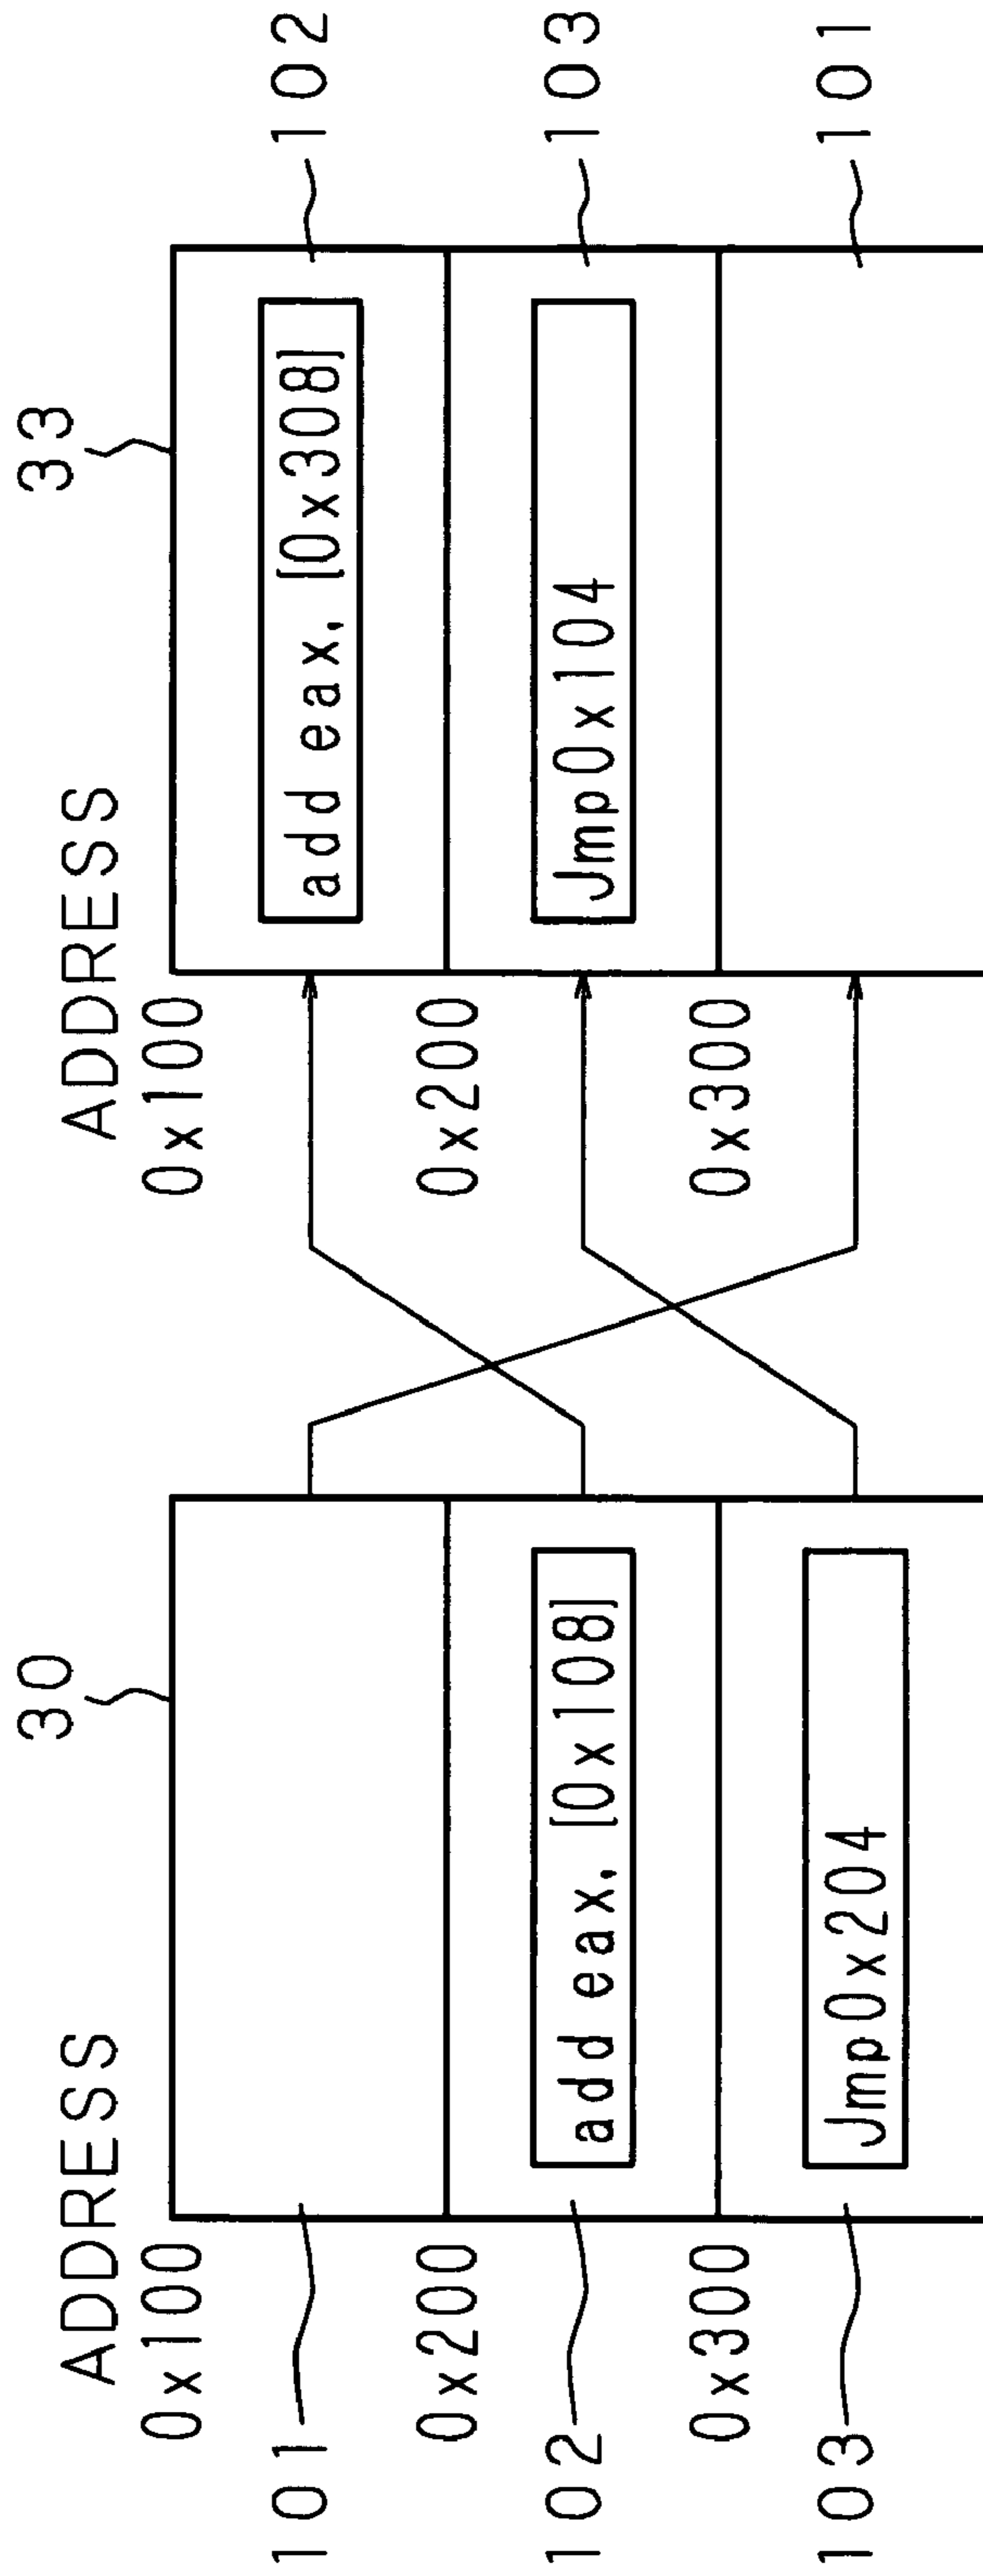 30
33
ADDRESS
ADDRESS
0x100
0x100
101
102
add eax, [0x308]
0x200
0x200
102
add eax, [0x108]
103
Jmp0x104
0x300
0x300
103
Jmp0x204
101